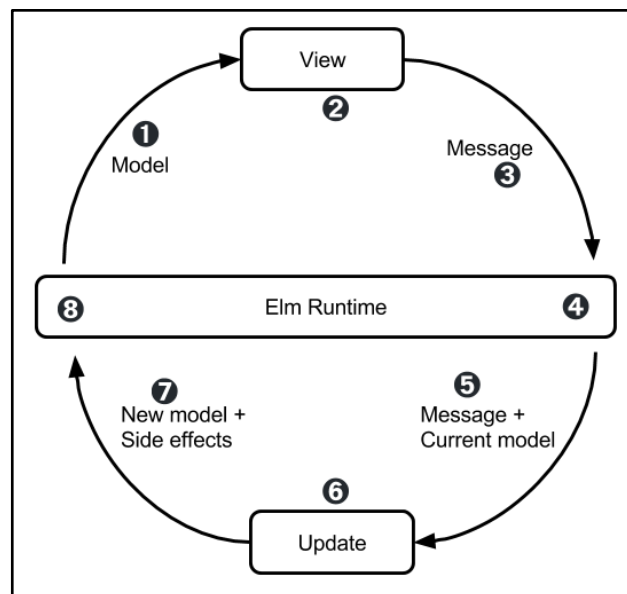 View
❷
❶
Model
Message
❸
❽ Elm Runtime ❹
❼
New model +
Side effects
❺
Message +
Current model
❻
Update